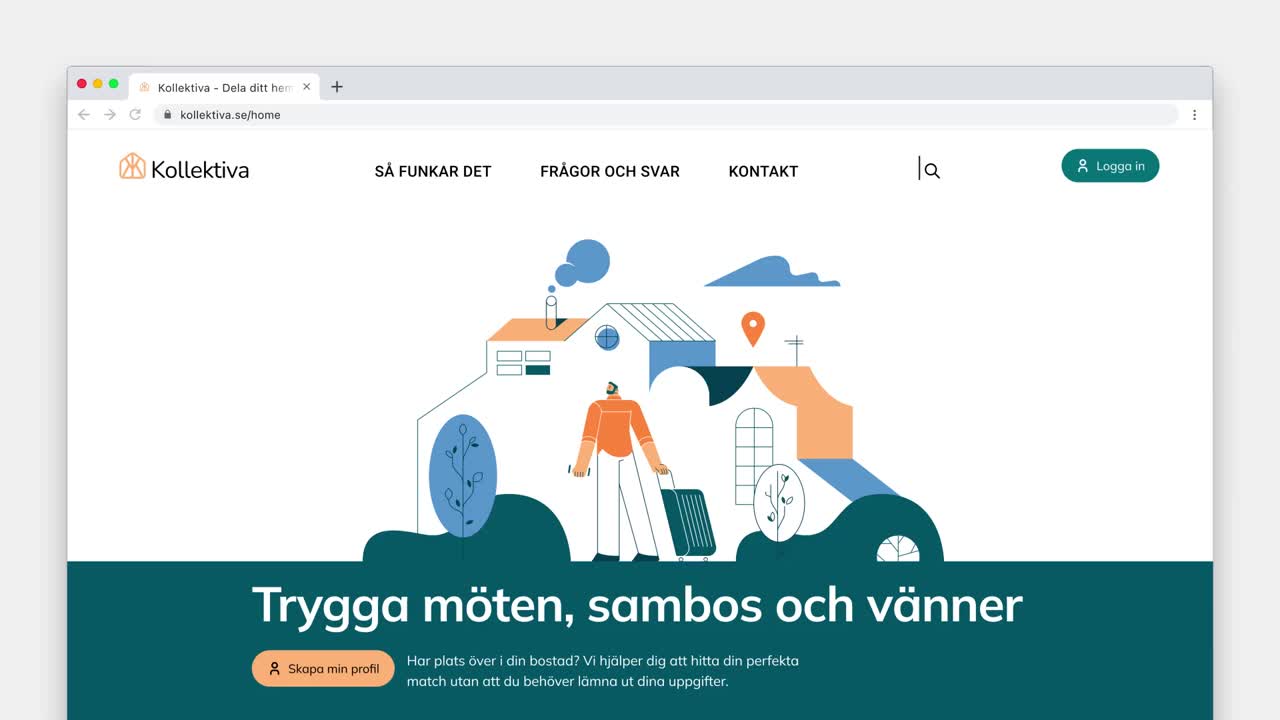 Kollektiva - Dela ditt hem
kollektiva.se/home
Kollektiva
SÅ FUNKAR DET
FRÅGOR OCH SVAR
KONTAKT
Logga in
Trygga möten, sambos och vänner
Skapa min profil
Har plats över i din bostad? Vi hjälper dig att hitta din perfekta
match utan att du behöver lämna ut dina uppgifter.